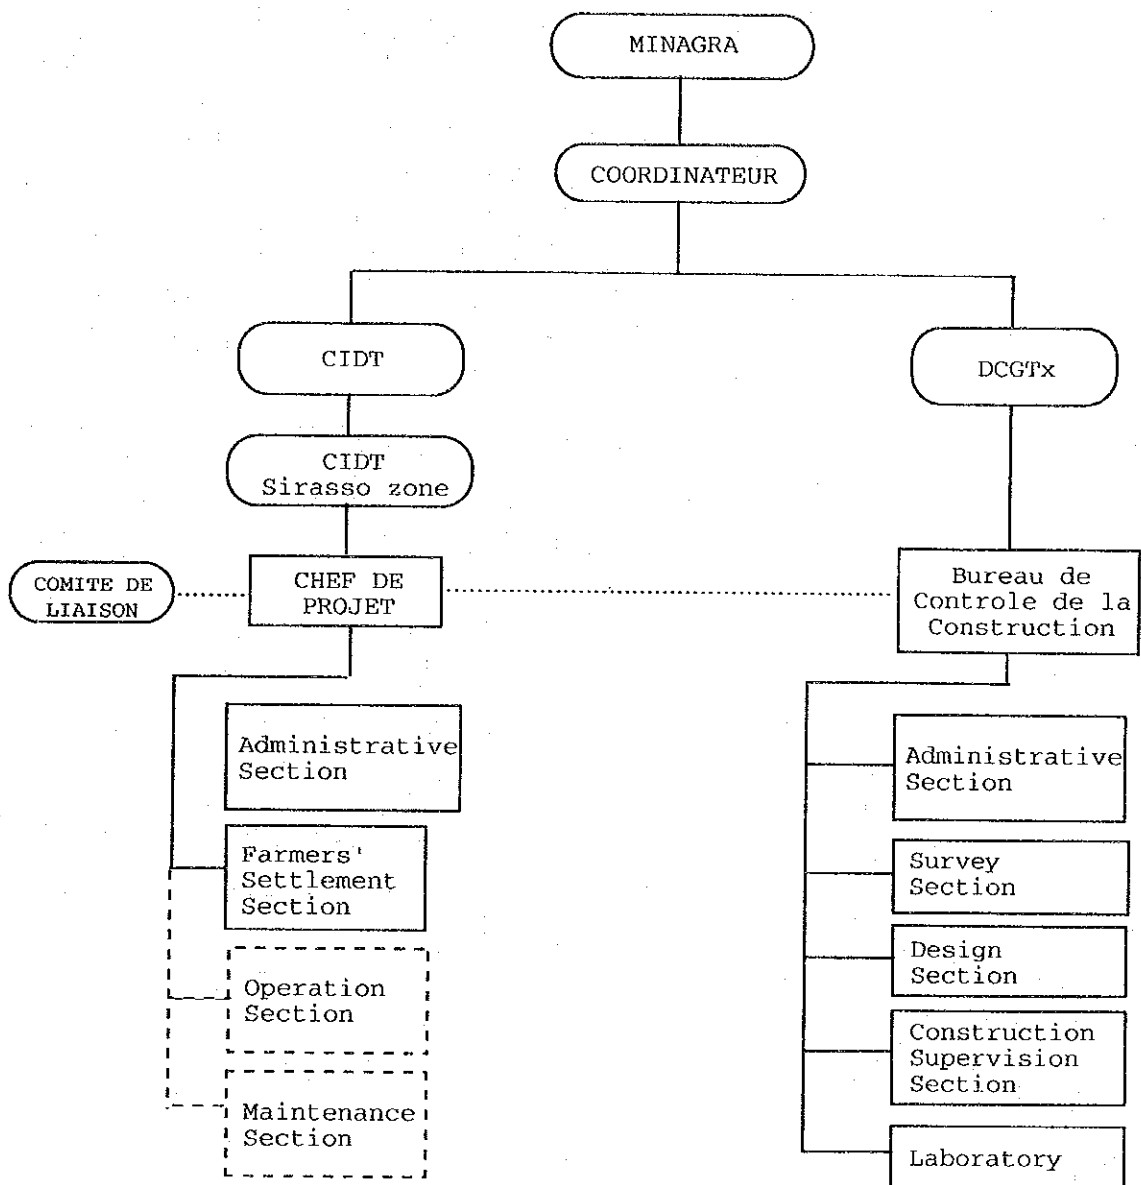 MINAGRA
COORDINATEUR
CIDT
DCGTx
CIDT
Sirasso zone
COMITE DE
LIAISON
CHEF DE
PROJET
Bureau de
Controle de la
Construction
Administrative
Section
Farmers'
Settlement
Section
Operation
Section
Maintenance
Section
Administrative
Section
Survey
Section
Design
Section
Construction
Supervision
Section
Laboratory